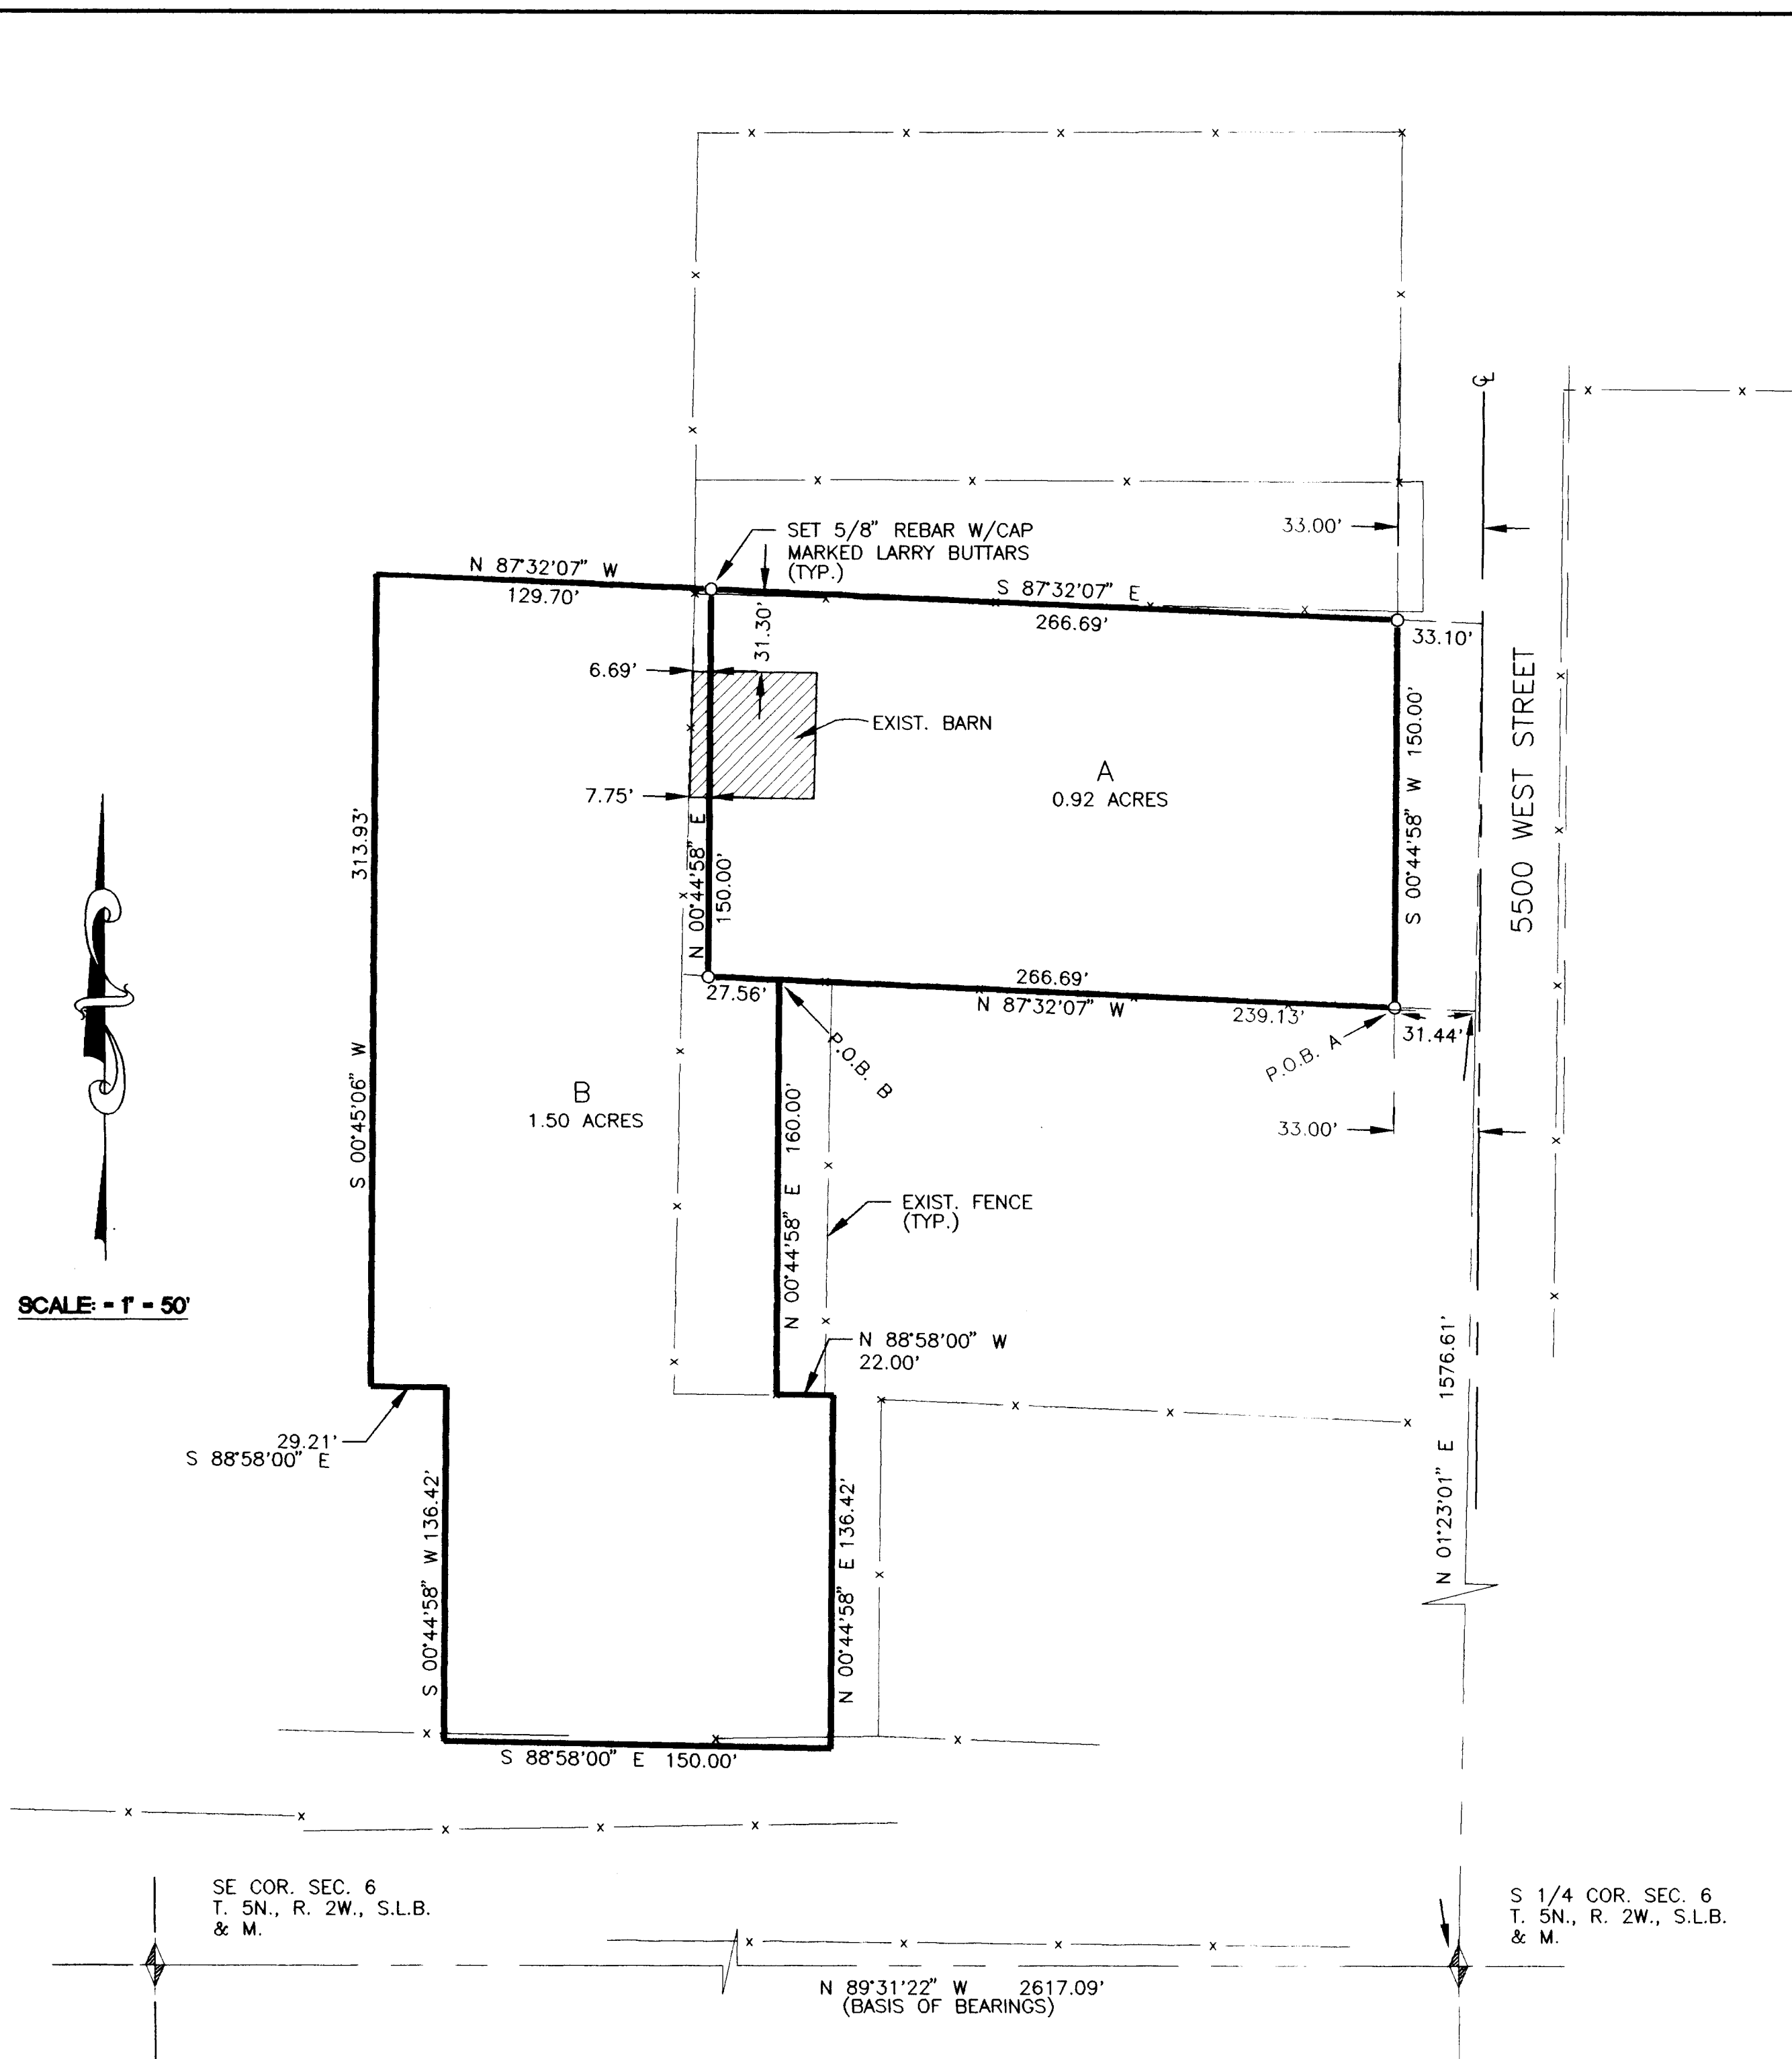 33.00'
SET 5/8" REBAR W/CAP
MARKED LARRY BUTTARS
(TYP.)
N 87°32'07" W
129.70'
S 87°32'07" E
266.69'
33.10'
31.30'
6.69'
EXIST. BARN
7.75'
A
0.92 ACRES
S 00°44'58" W 150.00'
5500 WEST STREET
313.93'
S 00°45'06" W
N 00°44'58" E
150.00'
27.56'
266.69'
N 87°32'07" W
239.13'
31.44'
P.O.B. A
P.O.B. B
33.00'
B
1.50 ACRES
N 00°44'58" E 160.00'
EXIST. FENCE
(TYP.)
SCALE: = 1" = 50'
N 88°58'00" W
22.00'
29.21'
S 88°58'00" E
S 00°44'58" W 136.42'
N 00°44'58" E 136.42'
N 01°23'01" E 1576.61'
S 88°58'00" E 150.00'
SE COR. SEC. 6
T. 5N., R. 2W., S.L.B.
& M.
S 1/4 COR. SEC. 6
T. 5N., R. 2W., S.L.B.
& M.
N 89°31'22" W 2617.09'
(BASIS OF BEARINGS)